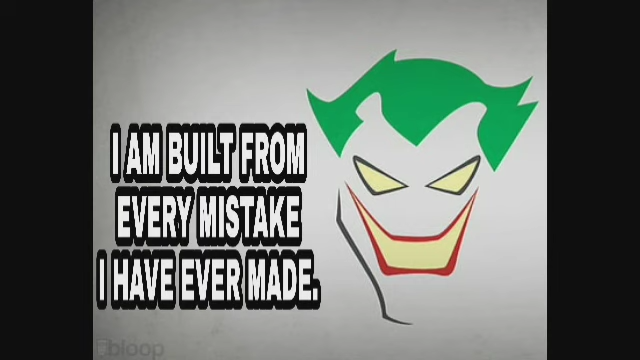 I AM BUILT FROM
EVERY MISTAKE
I HAVE EVER MADE.
bloop